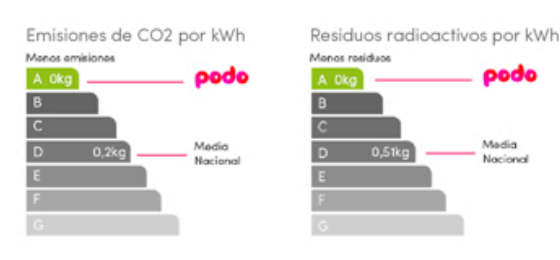 Emisiones de CO2 por kWh
Menos emisiones
A 0kg
podo
B
C
D 0,2kg
Media
Nacional
E
F
G
Residuos radioactivos por kWh
Menos residuos
A 0kg
podo
B
C
D 0,51kg
Media
Nacional
E
F
G